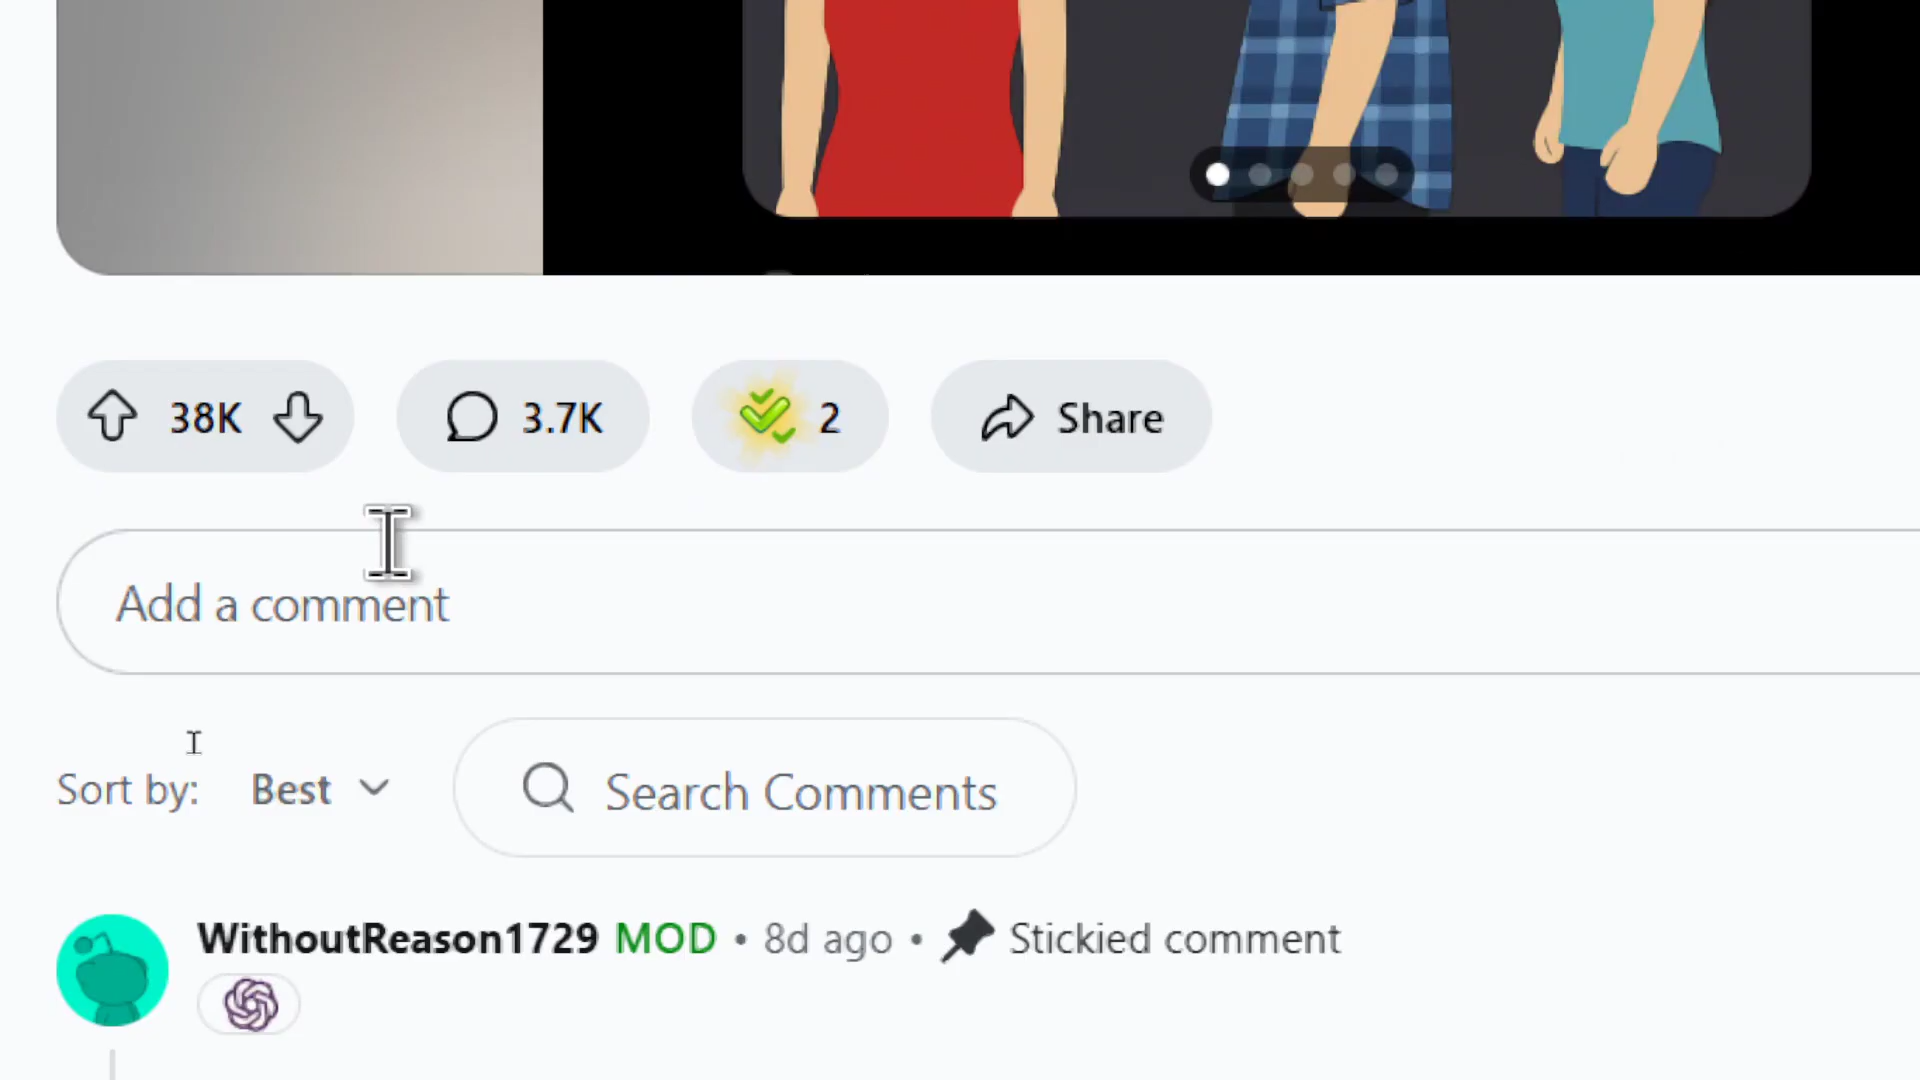 38K 3.7K 2 Share
Add a comment
Sort by: Best Search Comments
WithoutReason1729 MOD • 8d ago • Stickied comment